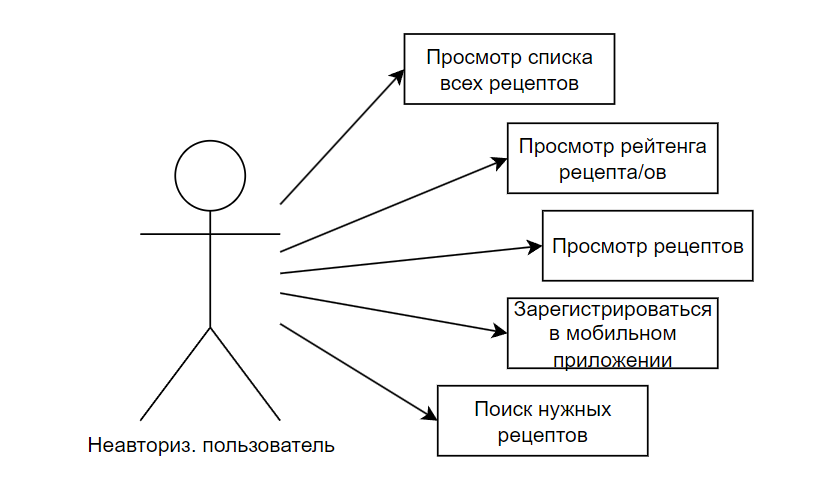 Просмотр списка
всех рецептов
Просмотр рейтенга
рецепта/ов
Просмотр рецептов
Зарегистрироваться
в мобильном
приложении
Поиск нужных
рецептов
Неавториз. пользователь